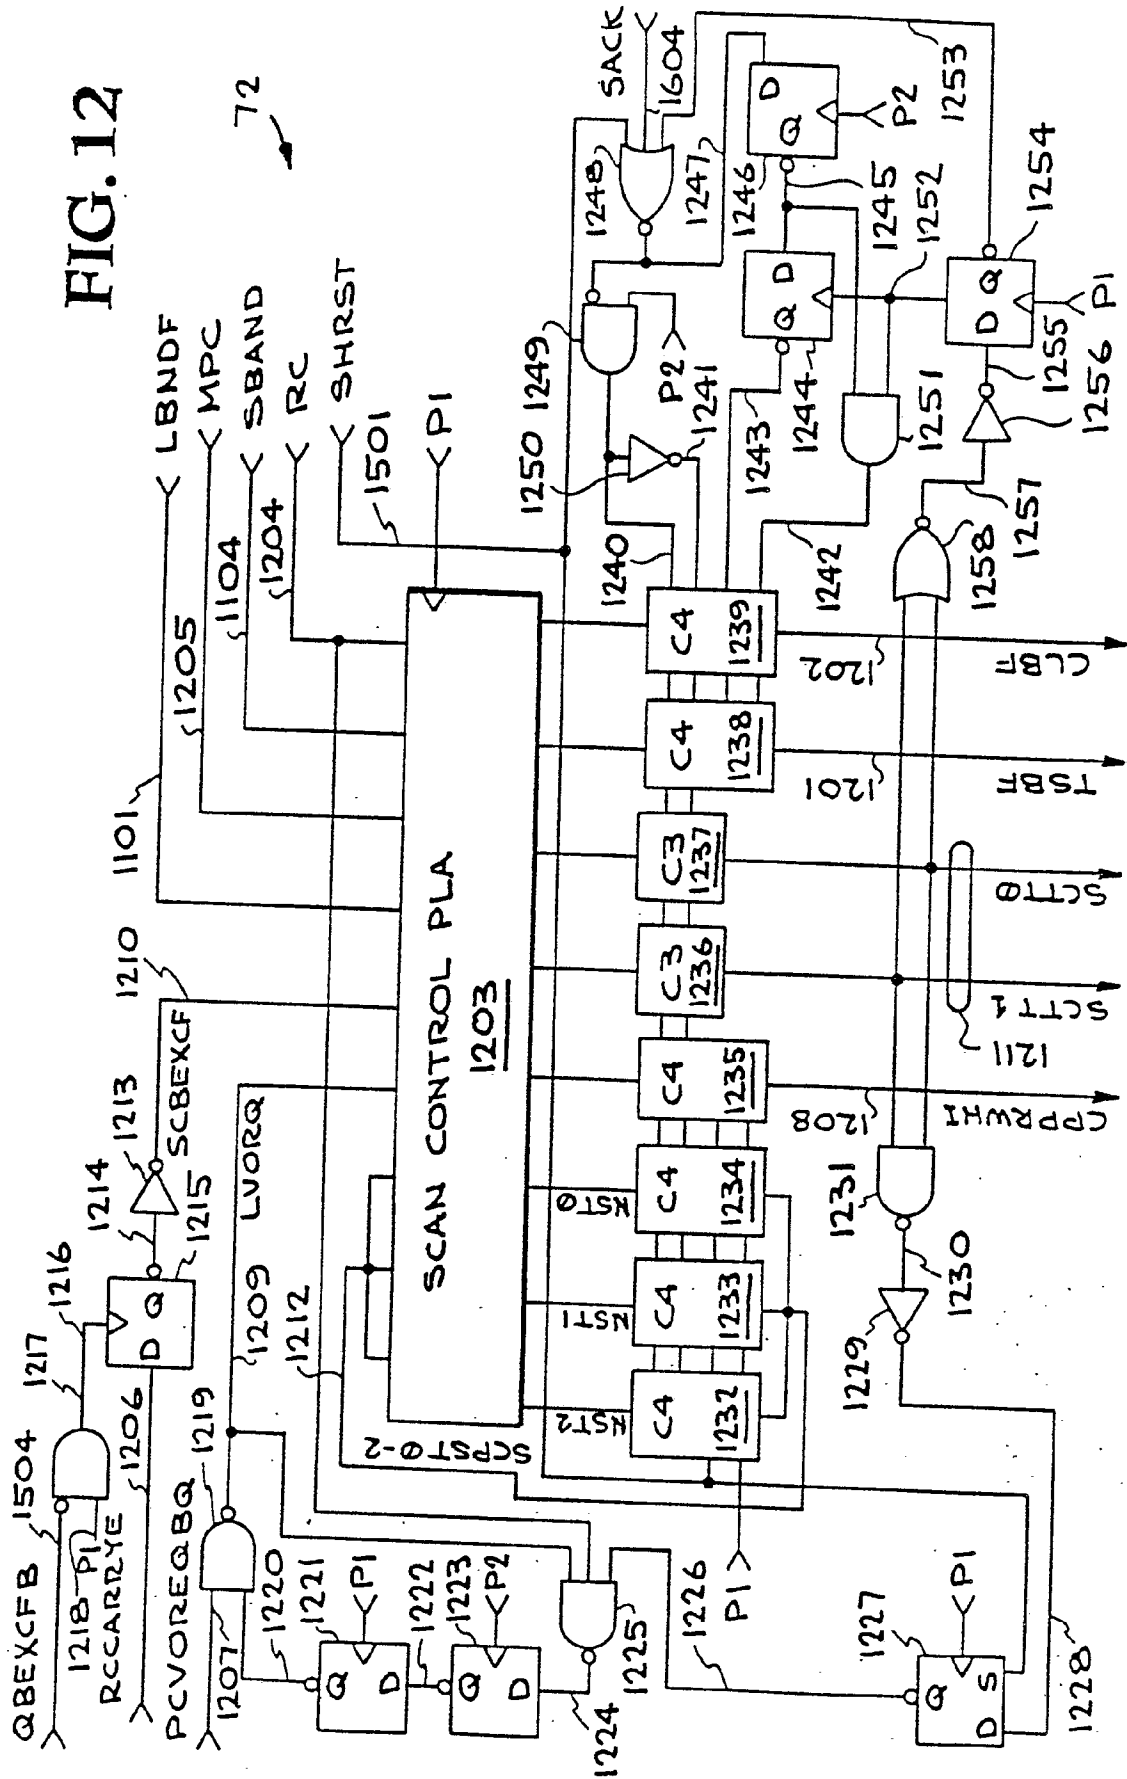 FIG. 12
72
QBEXCFB
1504
1218
P1
RCCARRYE
1206
PCVOREQBQ
1207
1217
1216
1219
1214
1215
D
Q
1213
SCBEXCF
1210
1101
1205
1104
1204
1501
LBNDF
MPC
SBAND
RC
SHRST
P1
LVORQ
1209
1212
SCAN CONTROL PLA
1203
SCPSTØ-2
NST2
NST1
NSTØ
1220
1221
Q
D
P1
1222
1223
Q
D
P2
1224
1225
1226
P1
1227
Q
D
S
P1
1228
1229
1230
1231
C4
1232
C4
1233
C4
1234
C4
1235
C3
1236
C3
1237
C4
1238
C4
1239
1208
CPPRWHI
SCTT1
1211
SCTTØ
1201
TSBF
1202
CLBF
1240
1241
1250
1249
P2
1248
SACK
1604
1247
1246
D
Q
P2
1245
1243
1244
Q
D
1242
1251
1252
1253
1254
D
Q
P1
1255
1256
1257
1258